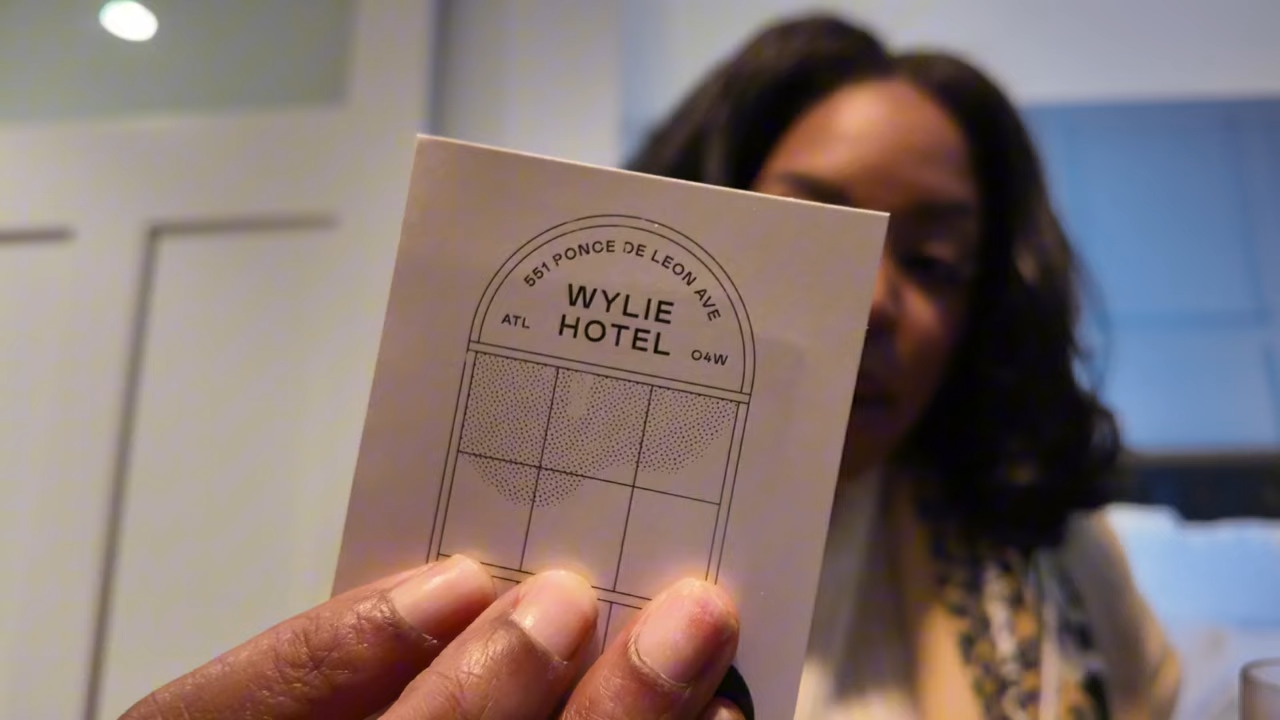 551 PONCE DE LEON AVE
WYLIE
HOTEL
ATL
O4W